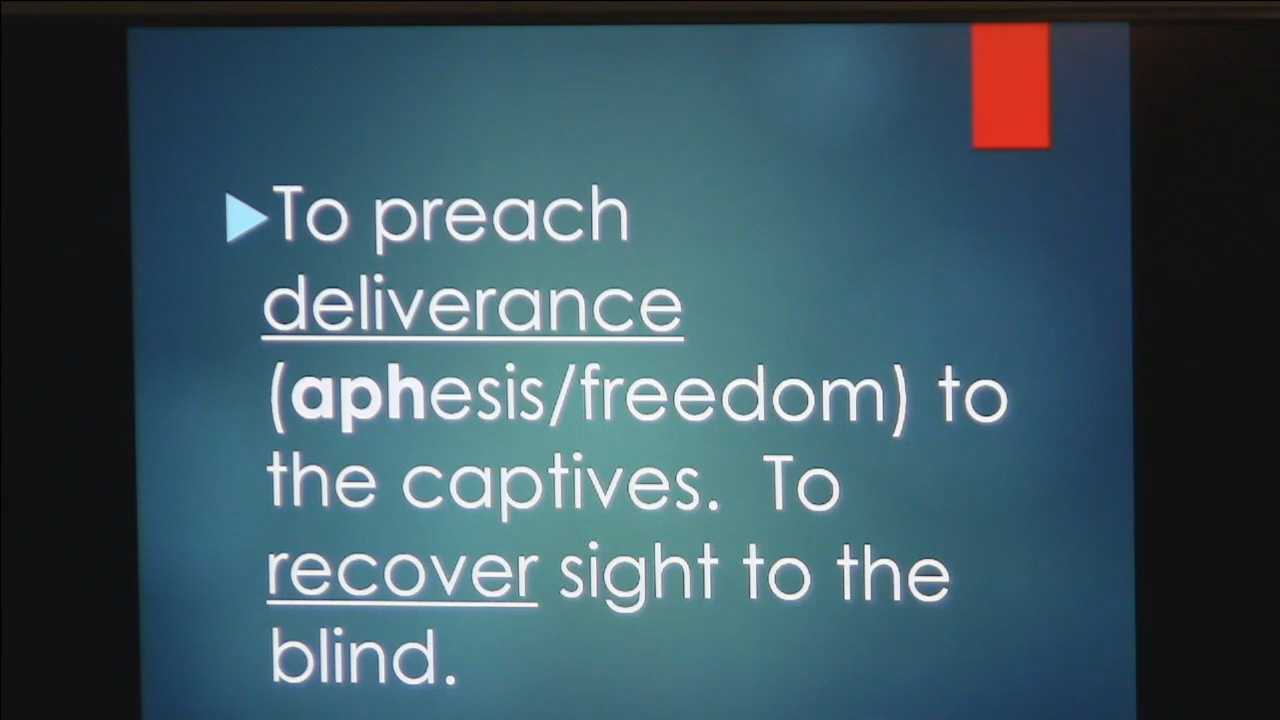 To preach
deliverance
(aphesis/freedom) to
the captives.  To
recover sight to the
blind.